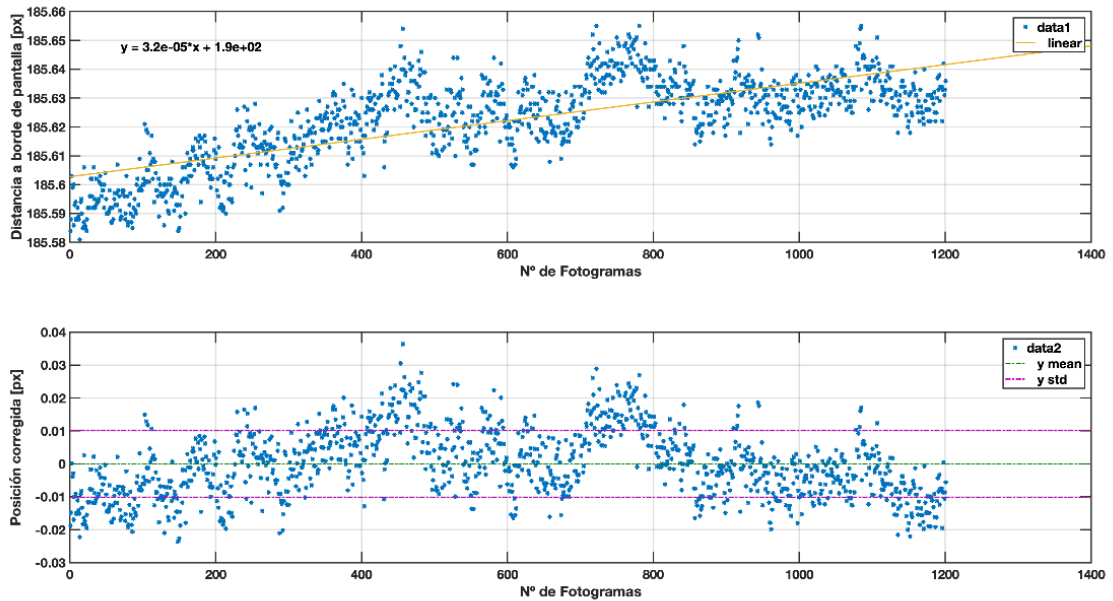 185.66
185.65
185.64
185.63
185.62
185.61
185.6
185.59
185.58
Distancia a borde de pantalla [px]
y = 3.2e-05*x + 1.9e+02
data1
linear
0 200 400 600 800 1000 1200 1400
Nº de Fotogramas
0.04
0.03
0.02
0.01
0
-0.01
-0.02
-0.03
Posición corregida [px]
data2
y mean
y std
0 200 400 600 800 1000 1200 1400
Nº de Fotogramas